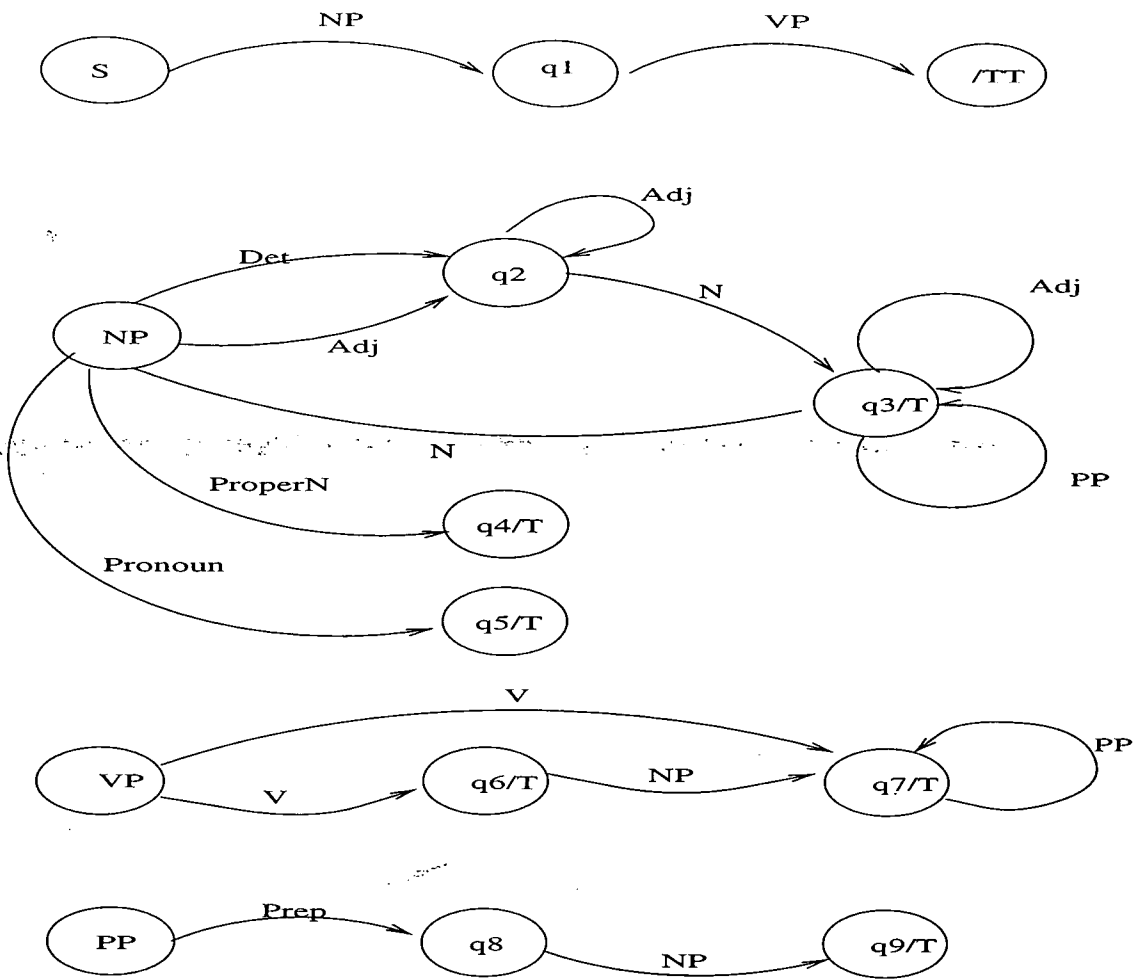 NP VP
S q1 /TT
Adj
Det
q2
N Adj
NP
Adj
q3/T
N
ProperN PP
q4/T
Pronoun
q5/T
V
PP
VP V q6/T NP q7/T
Prep
PP q8 NP q9/T